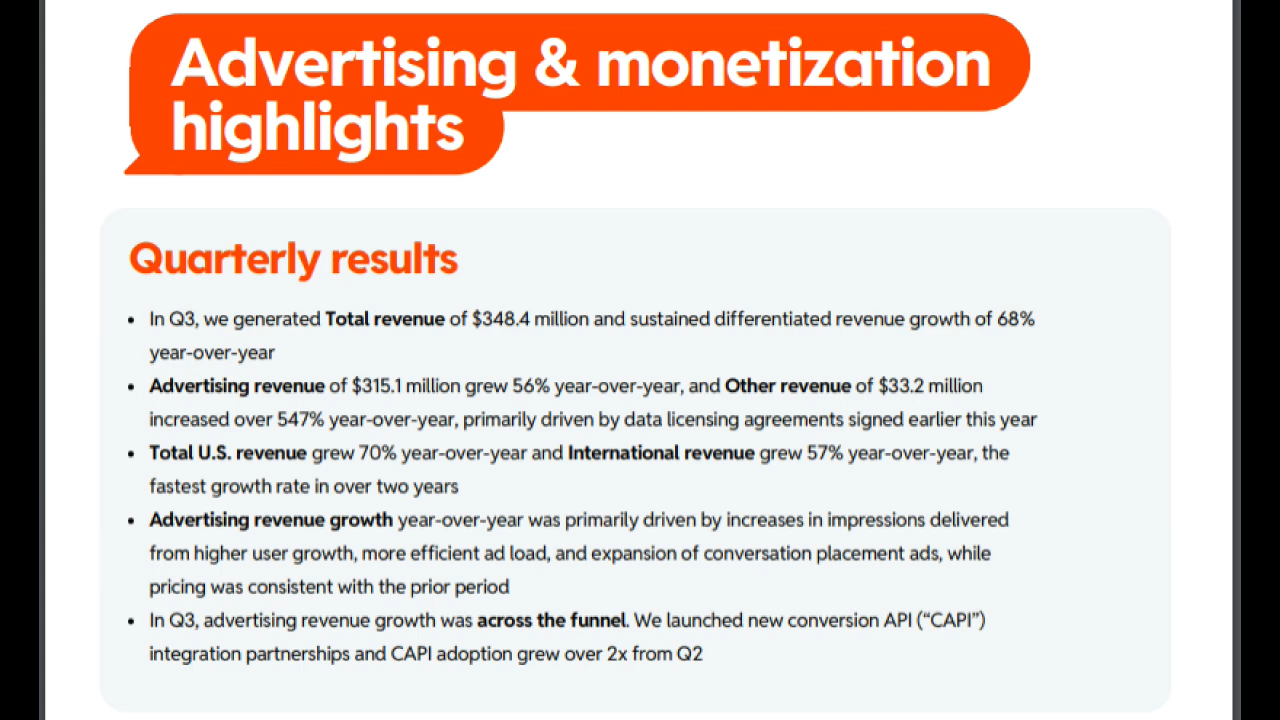 Advertising & monetization
highlights
Quarterly results
• In Q3, we generated Total revenue of $348.4 million and sustained differentiated revenue growth of 68%
year-over-year
• Advertising revenue of $315.1 million grew 56% year-over-year, and Other revenue of $33.2 million
increased over 547% year-over-year, primarily driven by data licensing agreements signed earlier this year
• Total U.S. revenue grew 70% year-over-year and International revenue grew 57% year-over-year, the
fastest growth rate in over two years
• Advertising revenue growth year-over-year was primarily driven by increases in impressions delivered
from higher user growth, more efficient ad load, and expansion of conversation placement ads, while
pricing was consistent with the prior period
• In Q3, advertising revenue growth was across the funnel. We launched new conversion API (“CAPI”)
integration partnerships and CAPI adoption grew over 2x from Q2